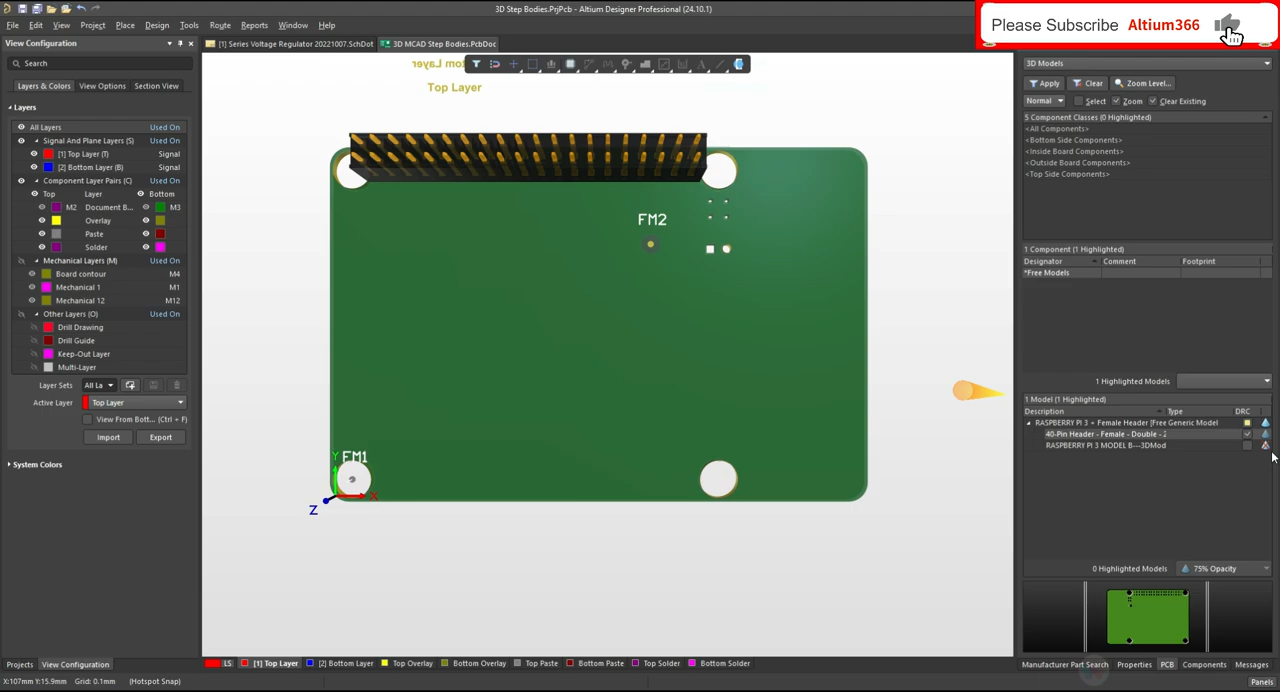 3D Step Bodies.PrjPcb - Altium Designer Professional (24.10.1)
Please Subscribe Altium366
File Edit View Project Place Design Tools Route Reports Window Help
View Configuration
[1] Series Voltage Regulator 20221007.SchDot
3D MCAD Step Bodies.PcbDoc
Search
Layers & Colors View Options Section View
Layers
All Layers Used On
Signal And Plane Layers (S) Used On
[1] Top Layer (T) Signal
[2] Bottom Layer (B) Signal
Component Layer Pairs (C) Used On
Top Layer Bottom
M2 Document B... M3
Overlay
Paste
Solder
Mechanical Layers (M) Used On
Board contour M4
Mechanical 1 M1
Mechanical 12 M12
Other Layers (O) Used On
Drill Drawing
Drill Guide
Keep-Out Layer
Multi-Layer
Layer Sets All La
Active Layer Top Layer
View From Bott... (Ctrl + F)
Import Export
System Colors
Projects View Configuration
Top Layer
FM2
FM1
Y
X
Z
3D Models
Apply Clear Zoom Level...
Normal Select Zoom Clear Existing
5 Component Classes (0 Highlighted)
<All Components>
<Bottom Side Components>
<Inside Board Components>
<Outside Board Components>
<Top Side Components>
1 Component (1 Highlighted)
Designator Comment Footprint
*Free Models
1 Highlighted Models
1 Model (1 Highlighted)
Description Type DRC
RASPBERRY PI 3 + Female Header [Free Generic Model
40-Pin Header - Female - Double - 2
RASPBERRY PI 3 MODEL B---3DMod
0 Highlighted Models 75% Opacity
LS [1] Top Layer [2] Bottom Layer Top Overlay Bottom Overlay Top Paste Bottom Paste Top Solder Bottom Solder
Manufacturer Part Search Properties PCB Components Messages
X:107mm Y:15.9mm Grid: 0.1mm (Hotspot Snap)
Panels